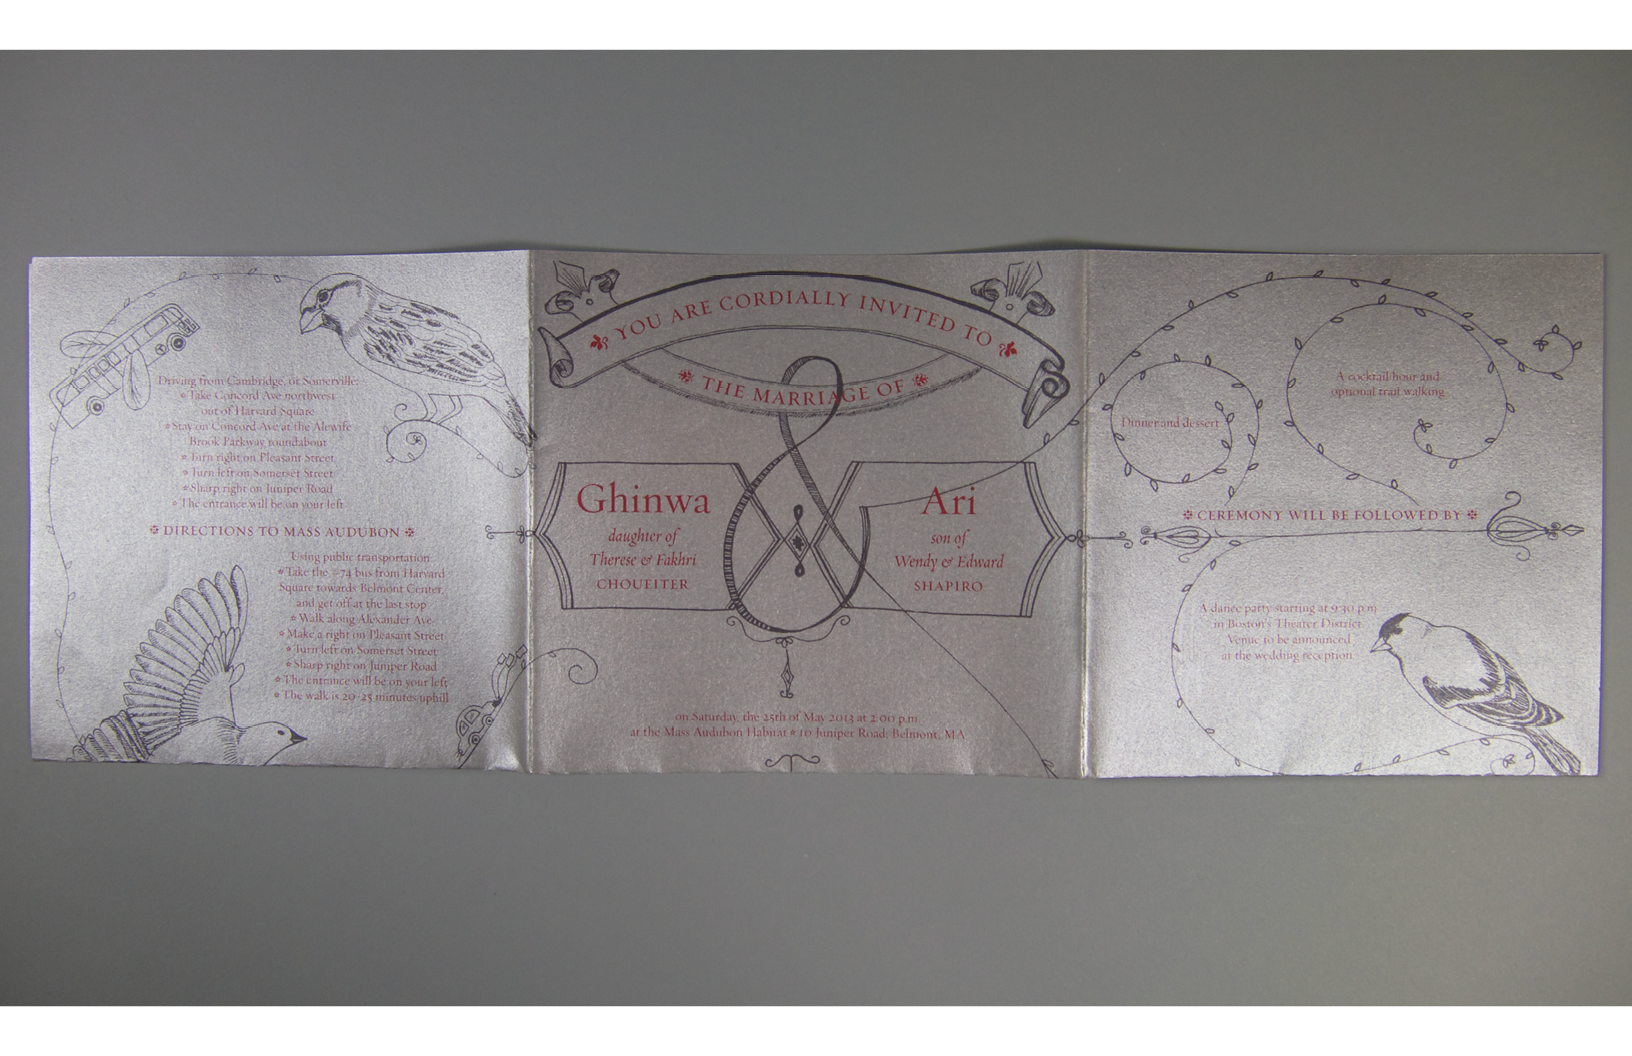 Driving from Cambridge, or Somerville:
Take Concord Ave northwest
out of Harvard Square
Stay on Concord Ave at the Alewife
Brook Parkway roundabout
Turn right on Pleasant Street
Turn left on Somerset Street
Sharp right on Juniper Road
The entrance will be on your left
DIRECTIONS TO MASS AUDUBON
Using public transportation:
Take the #74 bus from Harvard
Square towards Belmont Center,
and get off at the last stop
Walk along Alexander Ave
Make a right on Pleasant Street
Turn left on Somerset Street
Sharp right on Juniper Road
The entrance will be on your left
The walk is 20-25 minutes uphill
YOU ARE CORDIALLY INVITED TO
THE MARRIAGE OF
Ghinwa
daughter of
Therese & Fakhri
CHOUEITER
Ari
son of
Wendy & Edward
SHAPIRO
on Saturday, the 25th of May 2013 at 2:00 p.m.
at the Mass Audubon Habitat 10 Juniper Road, Belmont, MA
A cocktail hour and
optional trail walking
Dinner and dessert
CEREMONY WILL BE FOLLOWED BY
A dance party starting at 9:30 p.m
in Boston's Theater District.
Venue to be announced
at the wedding reception